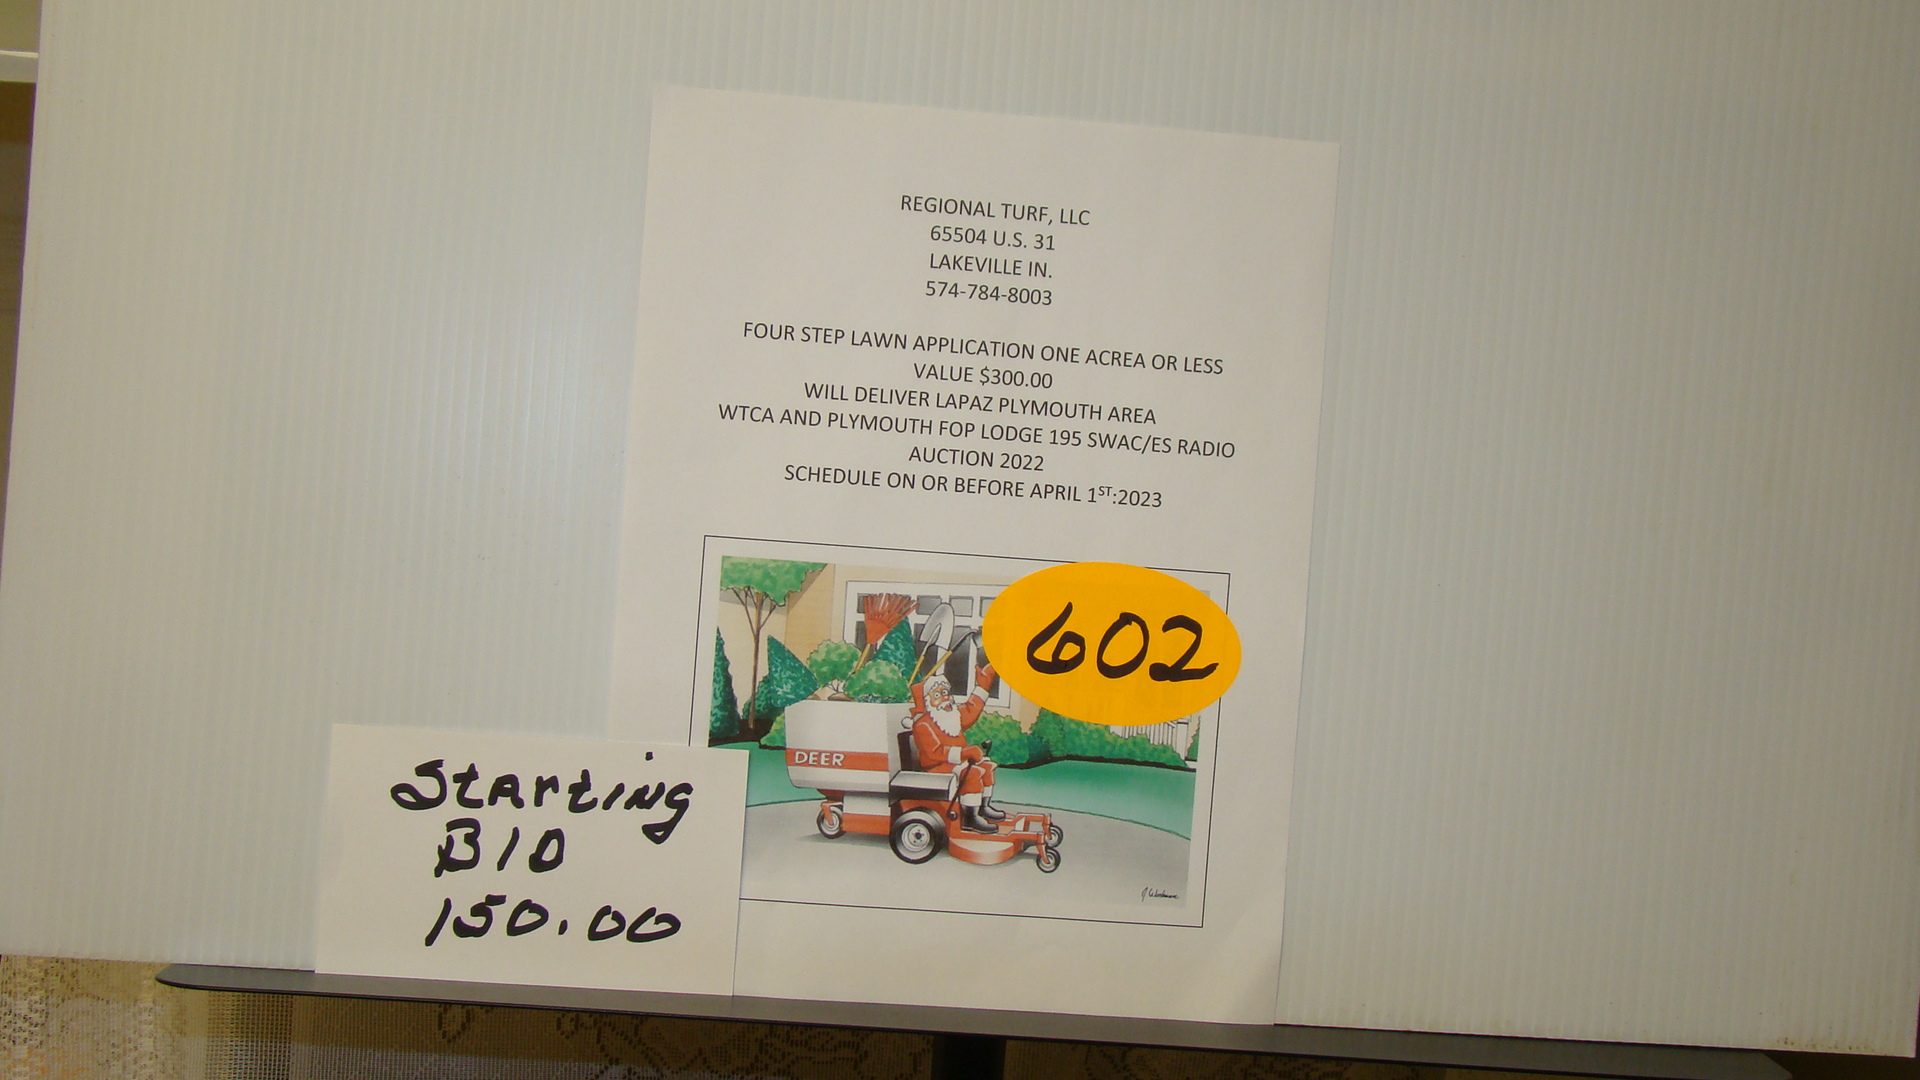 REGIONAL TURF, LLC
65504 U.S. 31
LAKEVILLE IN.
574-784-8003
FOUR STEP LAWN APPLICATION ONE ACREA OR LESS
VALUE $300.00
WILL DELIVER LAPAZ PLYMOUTH AREA
WTCA AND PLYMOUTH FOP LODGE 195 SWAC/ES RADIO
AUCTION 2022
SCHEDULE ON OR BEFORE APRIL 1ST:2023
602
DEER
Starting
BID
150.00